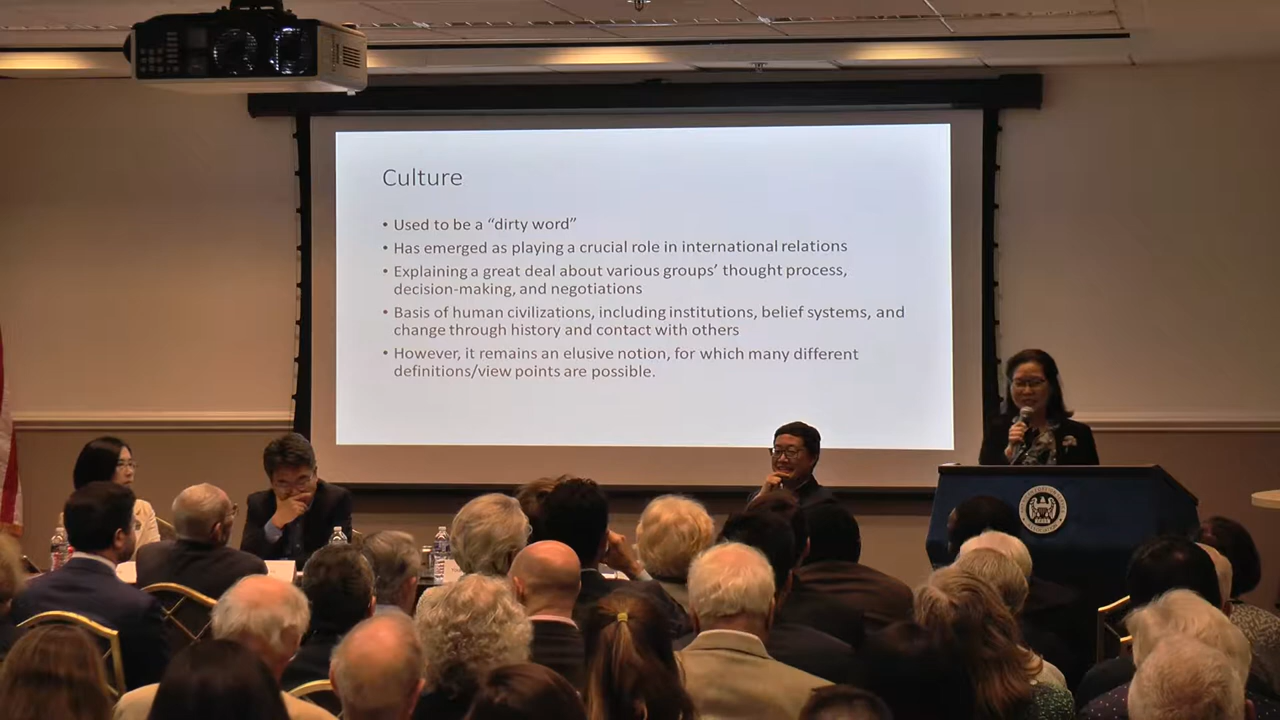 Culture
• Used to be a “dirty word”
• Has emerged as playing a crucial role in international relations
• Explaining a great deal about various groups’ thought process,
decision-making, and negotiations
• Basis of human civilizations, including institutions, belief systems, and
change through history and contact with others
• However, it remains an elusive notion, for which many different
definitions/view points are possible.